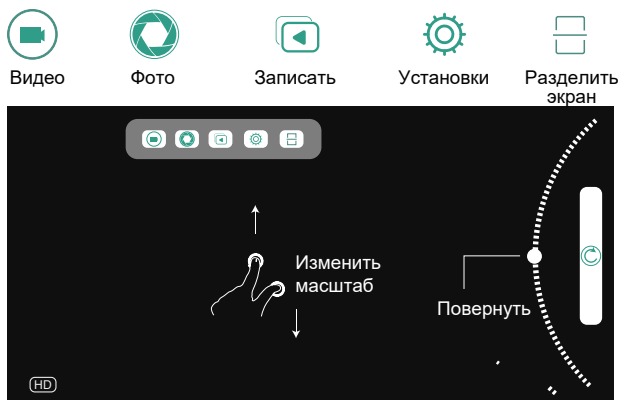 Видео
Фото
Записать
Установки
Разделить
экран
Изменить
масштаб
Повернуть
HD